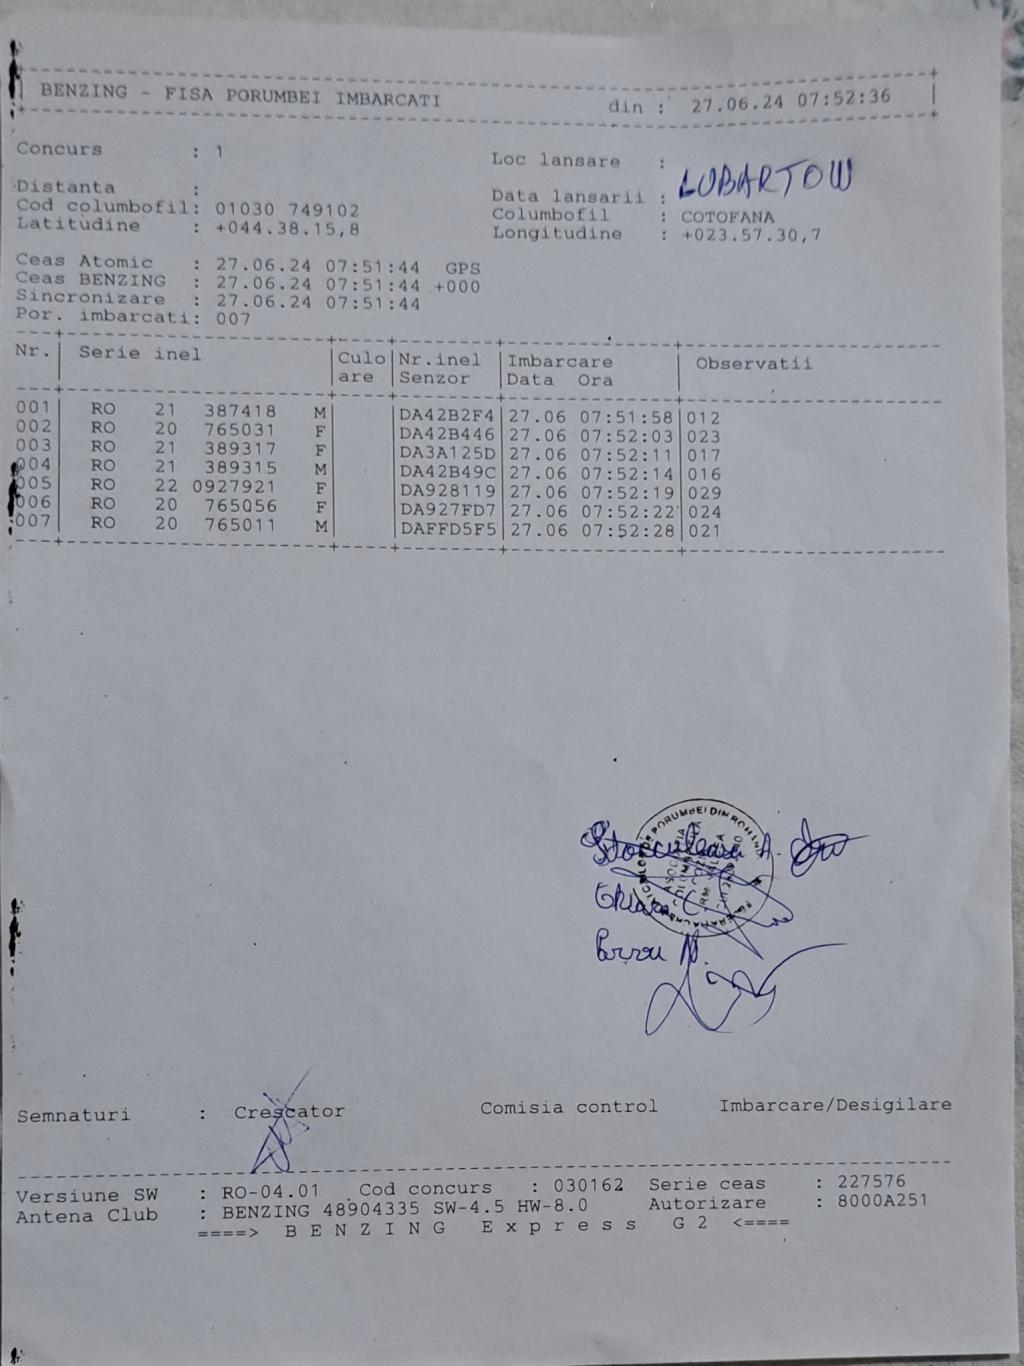 BENZING - FISA PORUMBEI IMBARCATI din : 27.06.24 07:52:36
Concurs : 1 Loc lansare : LUBARTOW
Distanta : Data lansarii :
Cod columbofil: 01030 749102 Columbofil : COTOFANA
Latitudine : +044.38.15,8 Longitudine : +023.57.30,7
Ceas Atomic : 27.06.24 07:51:44 GPS
Ceas BENZING : 27.06.24 07:51:44 +000
Sincronizare : 27.06.24 07:51:44
Por. imbarcati: 007
Nr. Serie inel Culo Nr.inel Imbarcare Observatii
are Senzor Data Ora
001 RO 21 387418 M DA42B2F4 27.06 07:51:58 012
002 RO 20 765031 F DA42B446 27.06 07:52:03 023
003 RO 21 389317 F DA3A125D 27.06 07:52:11 017
004 RO 21 389315 M DA42B49C 27.06 07:52:14 016
005 RO 22 0927921 F DA928119 27.06 07:52:19 029
006 RO 20 765056 F DA927FD7 27.06 07:52:22 024
007 RO 20 765011 M DAFFD5F5 27.06 07:52:28 021
PORUMBEI DIN ROMANIA
Semnaturi : Crescator Comisia control Imbarcare/Desigilare
Versiune SW : RO-04.01 Cod concurs : 030162 Serie ceas : 227576
Antena Club : BENZING 48904335 SW-4.5 HW-8.0 Autorizare : 8000A251
====> B E N Z I N G E x p r e s s G 2 <====